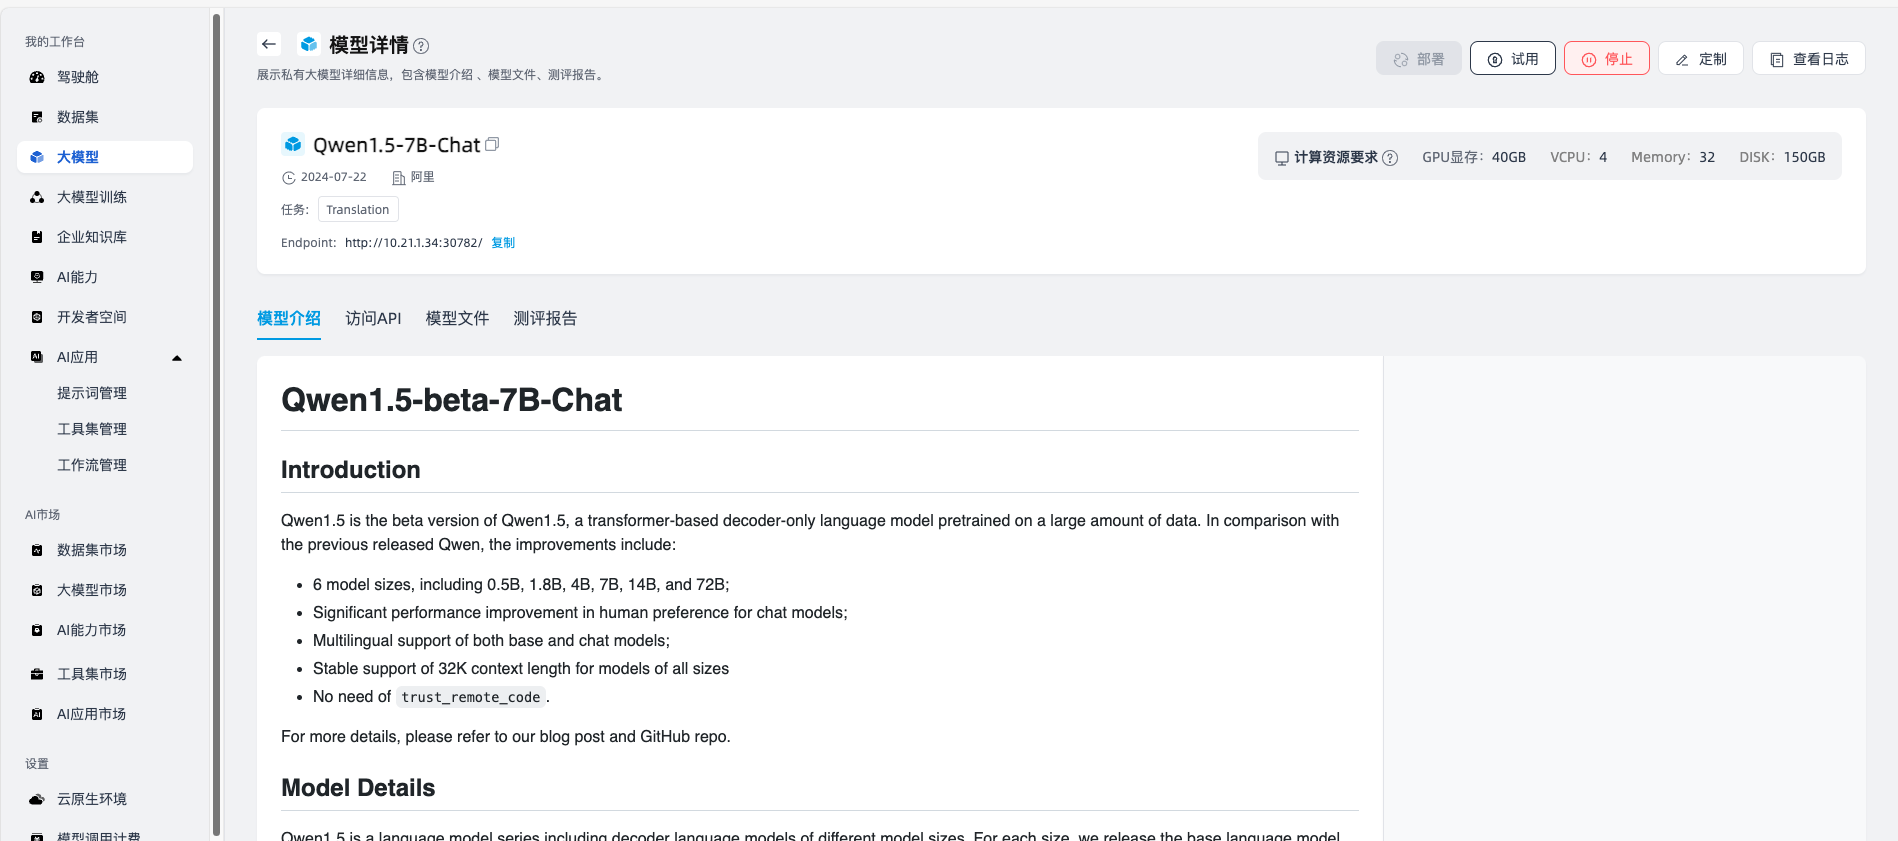 我的工作台
驾驶舱
数据集
大模型
大模型训练
企业知识库
AI能力
开发者空间
AI应用
提示词管理
工具集管理
工作流管理
AI市场
数据集市场
大模型市场
AI能力市场
工具集市场
AI应用市场
设置
云原生环境
模型调用计费
模型详情
展示私有大模型详细信息，包含模型介绍 、模型文件、测评报告。
部署 试用 停止 定制 查看日志
Qwen1.5-7B-Chat
2024-07-22 阿里
任务: Translation
Endpoint: http://10.21.1.34:30782/ 复制
计算资源要求 GPU显存: 40GB VCPU: 4 Memory: 32 DISK: 150GB
模型介绍 访问API 模型文件 测评报告
Qwen1.5-beta-7B-Chat
Introduction
Qwen1.5 is the beta version of Qwen1.5, a transformer-based decoder-only language model pretrained on a large amount of data. In comparison with
the previous released Qwen, the improvements include:
• 6 model sizes, including 0.5B, 1.8B, 4B, 7B, 14B, and 72B;
• Significant performance improvement in human preference for chat models;
• Multilingual support of both base and chat models;
• Stable support of 32K context length for models of all sizes
• No need of trust_remote_code.
For more details, please refer to our blog post and GitHub repo.
Model Details
Qwen1.5 is a language model series including decoder language models of different model sizes. For each size, we release the base language model